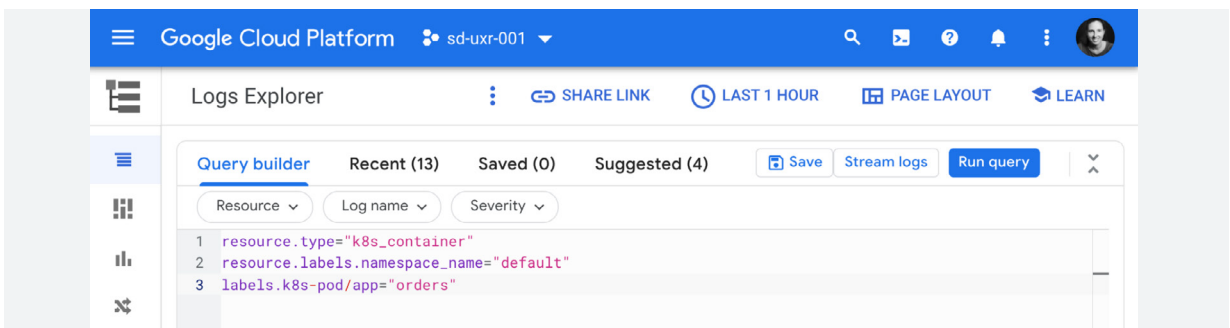 Google Cloud Platform sd-uxr-001
Logs Explorer SHARE LINK LAST 1 HOUR PAGE LAYOUT LEARN
Query builder Recent (13) Saved (0) Suggested (4) Save Stream logs Run query
Resource Log name Severity
1 resource.type="k8s_container"
2 resource.labels.namespace_name="default"
3 labels.k8s-pod/app="orders"